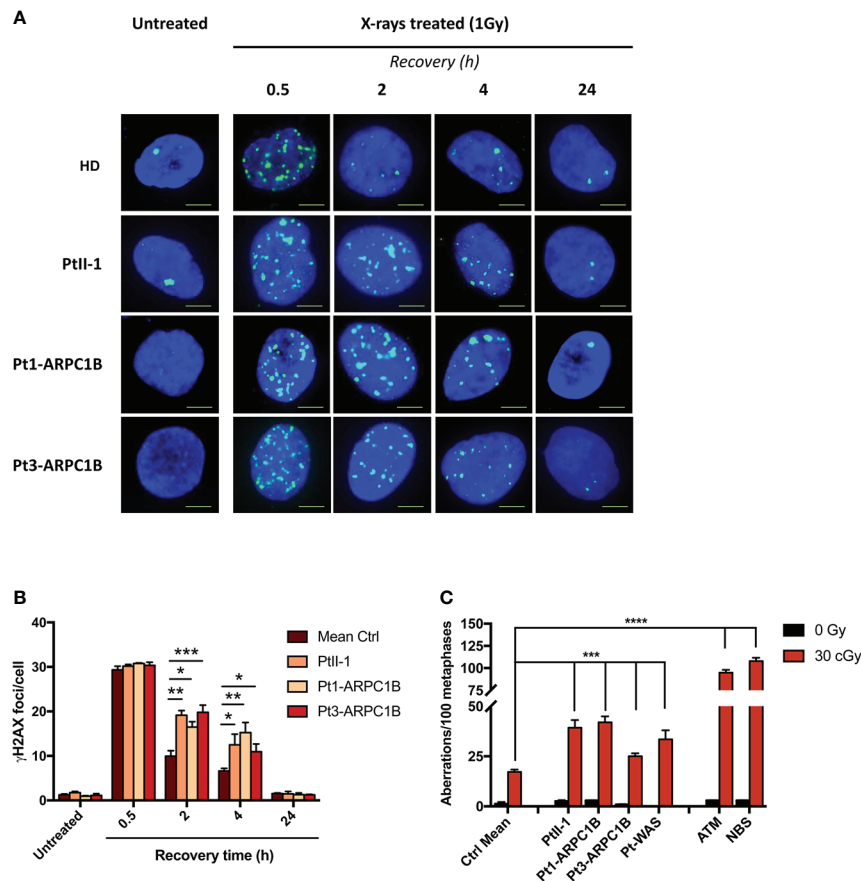 A
Untreated
X-rays treated (1Gy)
Recovery (h)
0.5 2 4 24
HD
PtII-1
Pt1-ARPC1B
Pt3-ARPC1B
B
γH2AX foci/cell
40
30
20
10
0
Mean Ctrl
PtII-1
Pt1-ARPC1B
Pt3-ARPC1B
***
*
**
*
**
*
Untreated 0.5 2 4 24
Recovery time (h)
C
Aberrations/100 metaphases
150
125
100
75
50
25
0
0 Gy
30 cGy
****
***
Ctrl Mean PtII-1 Pt1-ARPC1B Pt3-ARPC1B Pt-WAS ATM NBS